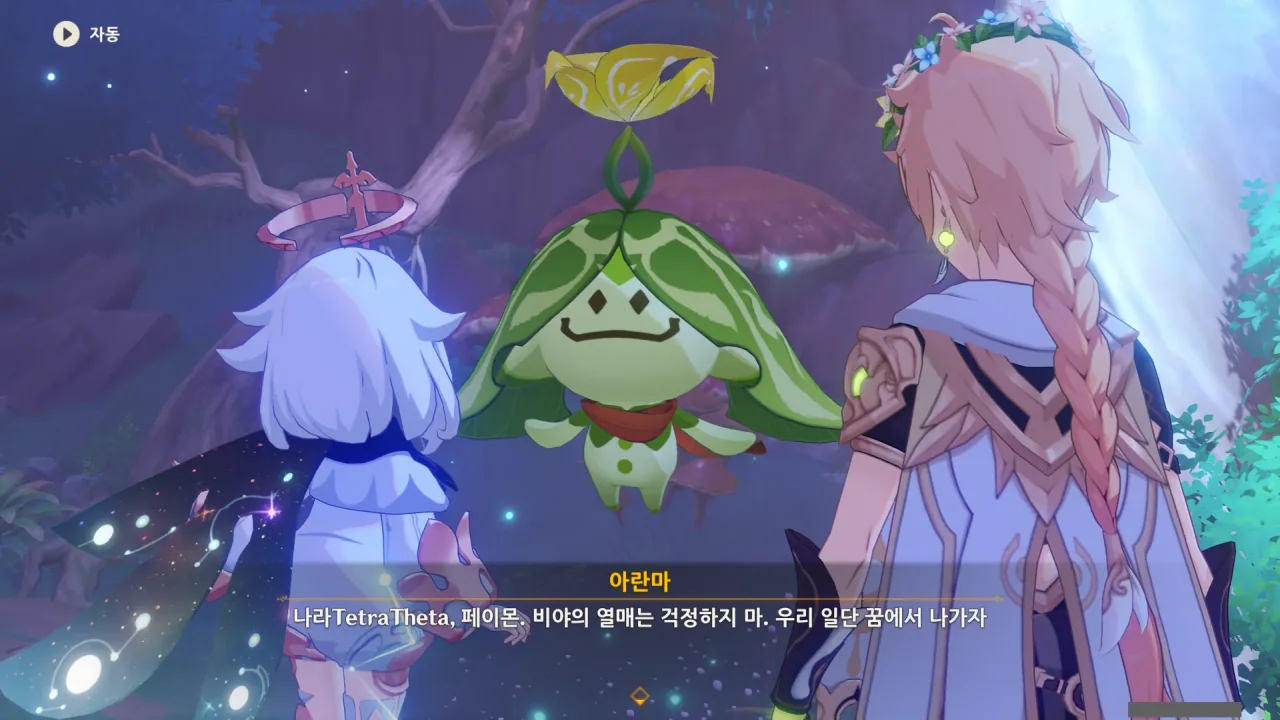 자동
아란마
나라TetraTheta, 페이몬. 비야의 열매는 걱정하지 마. 우리 일단 꿈에서 나가자